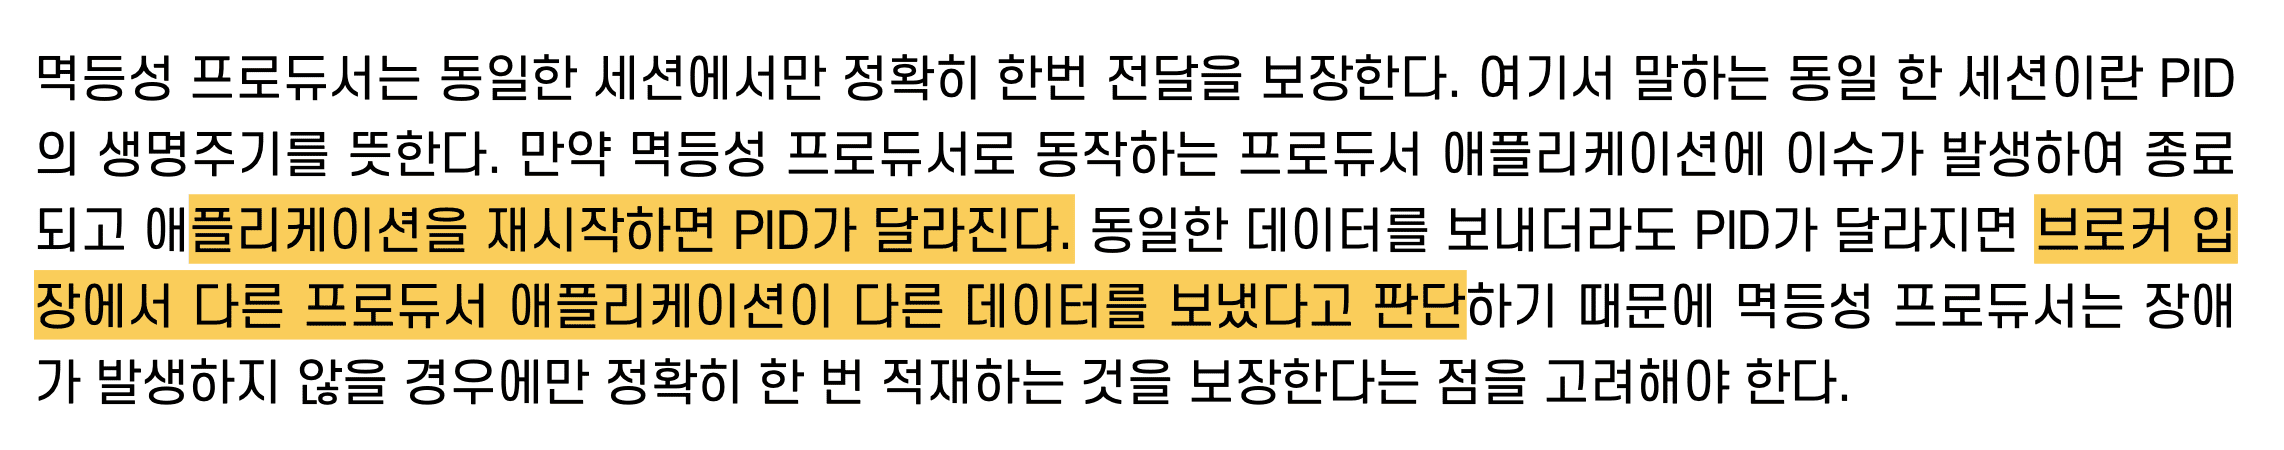 멱등성 프로듀서는 동일한 세션에서만 정확히 한번 전달을 보장한다. 여기서 말하는 동일 한 세션이란 PID
의 생명주기를 뜻한다. 만약 멱등성 프로듀서로 동작하는 프로듀서 애플리케이션에 이슈가 발생하여 종료
되고 애플리케이션을 재시작하면 PID가 달라진다. 동일한 데이터를 보내더라도 PID가 달라지면 브로커 입
장에서 다른 프로듀서 애플리케이션이 다른 데이터를 보냈다고 판단하기 때문에 멱등성 프로듀서는 장애
가 발생하지 않을 경우에만 정확히 한 번 적재하는 것을 보장한다는 점을 고려해야 한다.